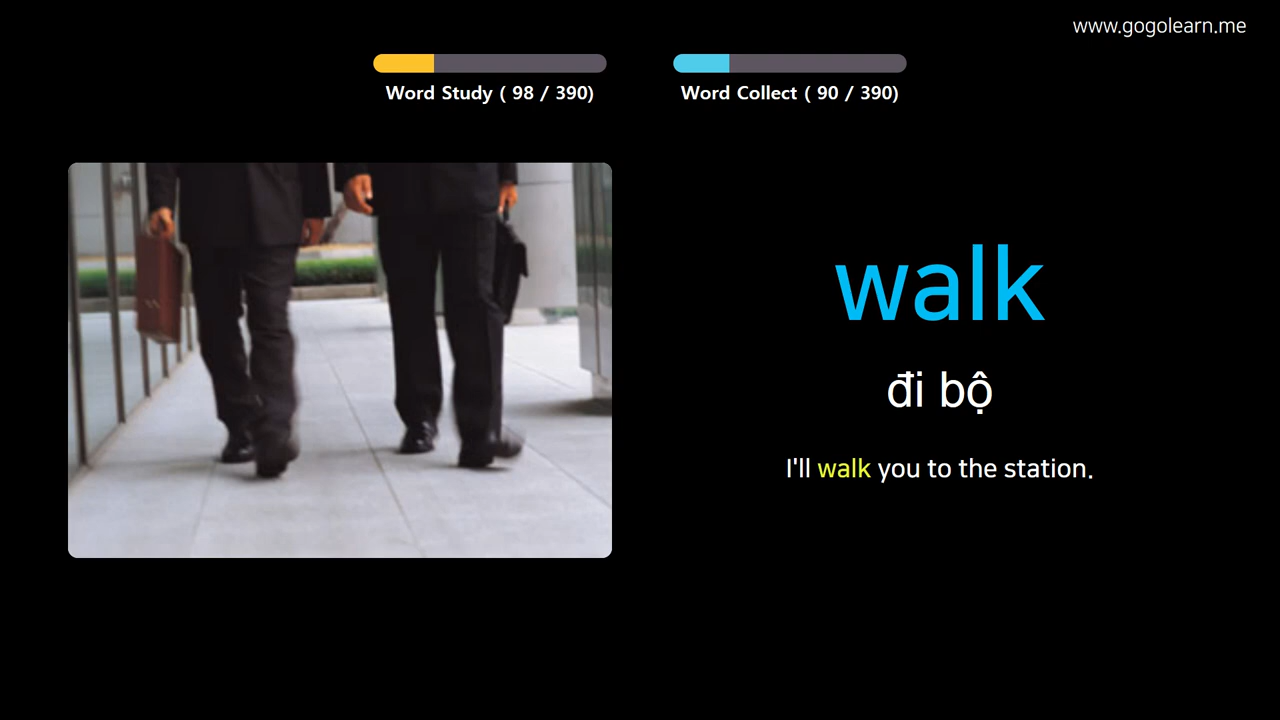 www.gogolearn.me
Word Study ( 98 / 390)
Word Collect ( 90 / 390)
walk
đi bộ
I'll walk you to the station.